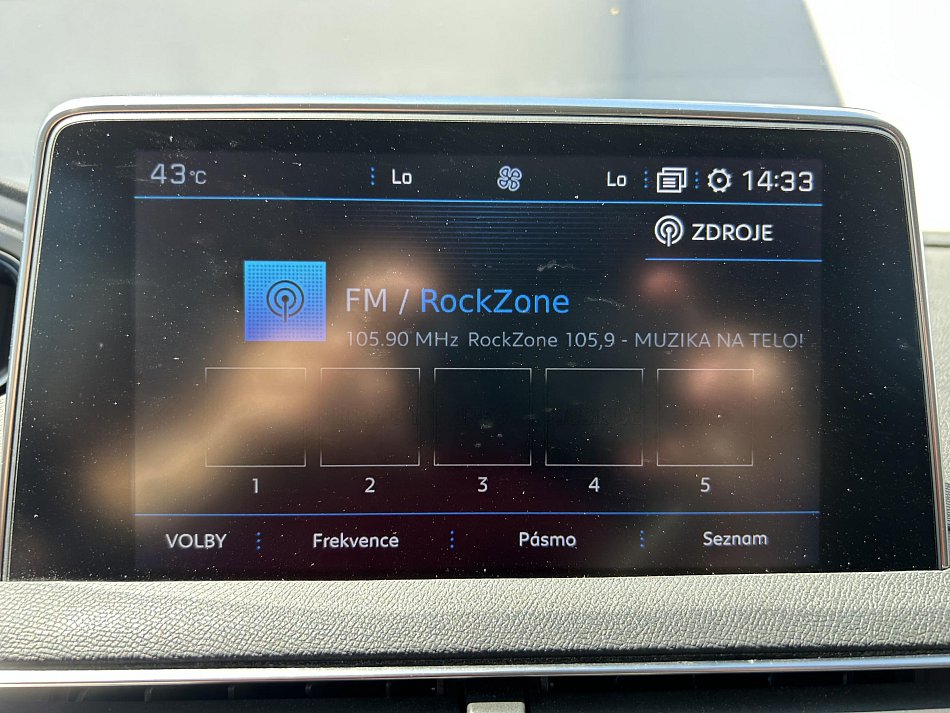 43°C Lo Lo 14:33
ZDROJE
FM / RockZone
105.90 MHz RockZone 105,9 - MUZIKA NA TELO!
1 2 3 4 5
VOLBY Frekvence Pásmo Seznam